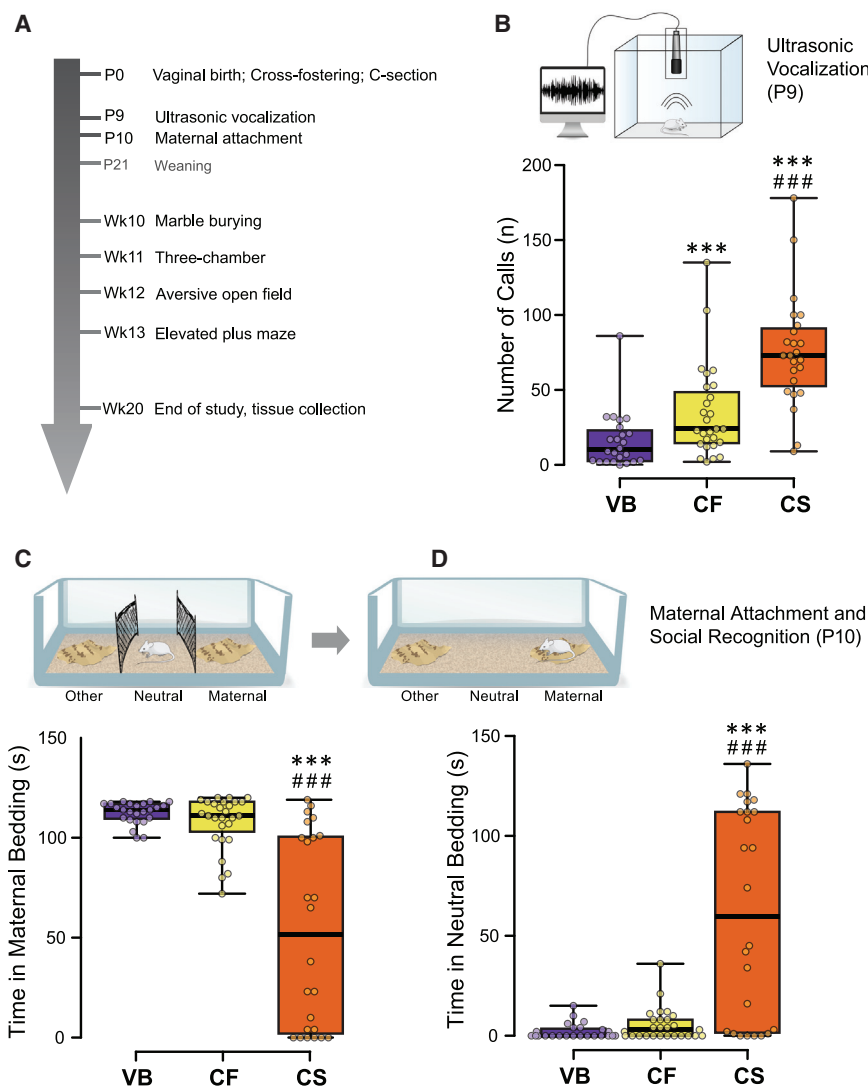 A
P0 Vaginal birth; Cross-fostering; C-section
P9 Ultrasonic vocalization
P10 Maternal attachment
P21 Weaning
Wk10 Marble burying
Wk11 Three-chamber
Wk12 Aversive open field
Wk13 Elevated plus maze
Wk20 End of study, tissue collection
B
Ultrasonic
Vocalization
(P9)
Number of Calls (n)
200
150
100
50
0
***
***
###
VB CF CS
C
Other Neutral Maternal
Time in Maternal Bedding (s)
150
100
50
0
***
###
VB CF CS
D
Other Neutral Maternal
Maternal Attachment and
Social Recognition (P10)
Time in Neutral Bedding (s)
150
100
50
0
***
###
VB CF CS